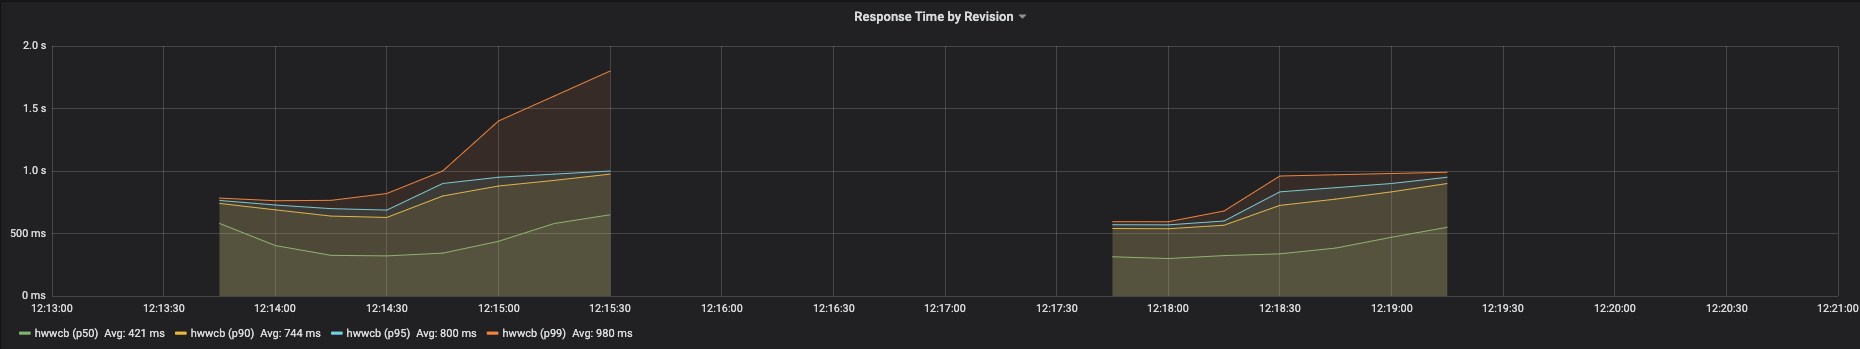 Response Time by Revision
2.0 s
1.5 s
1.0 s
500 ms
0 ms
12:13:00 12:13:30 12:14:00 12:14:30 12:15:00 12:15:30 12:16:00 12:16:30 12:17:00 12:17:30 12:18:00 12:18:30 12:19:00 12:19:30 12:20:00 12:20:30 12:21:00
hwwcb (p50) Avg: 421 ms hwwcb (p90) Avg: 744 ms hwwcb (p95) Avg: 800 ms hwwcb (p99) Avg: 980 ms